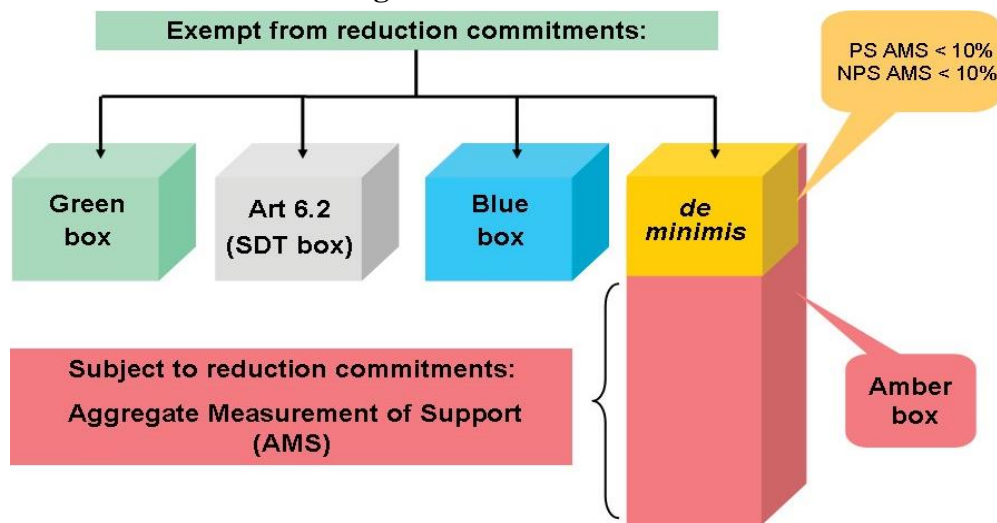 Exempt from reduction commitments:
PS AMS < 10%
NPS AMS < 10%
Green
box
Art 6.2
(SDT box)
Blue
box
de
minimis
Subject to reduction commitments:
Aggregate Measurement of Support
(AMS)
Amber
box